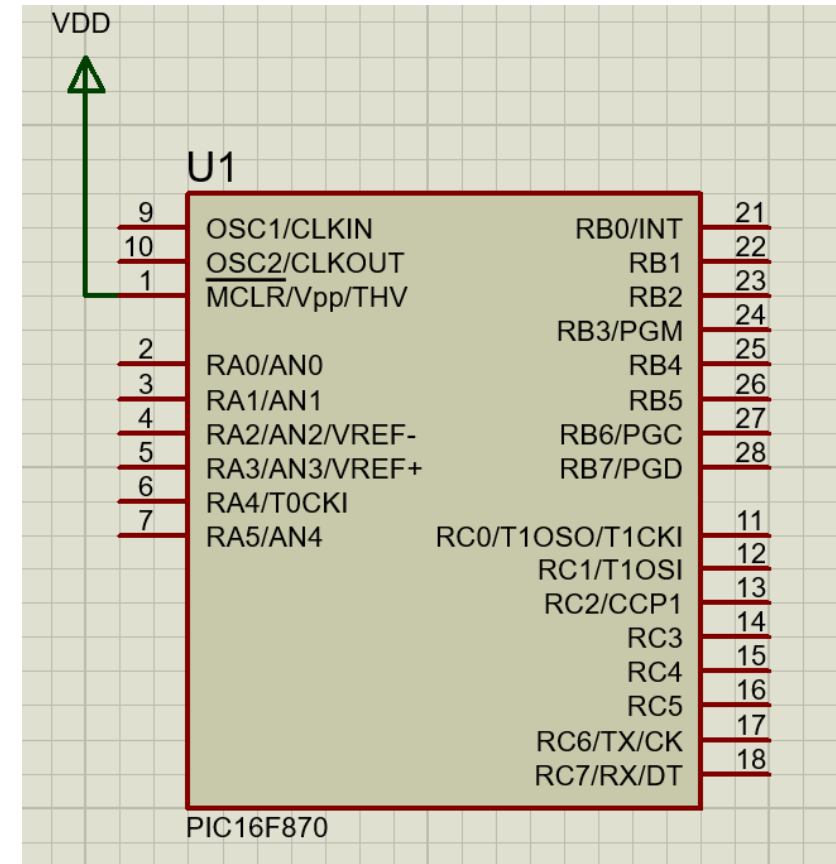 VDD
U1
9 OSC1/CLKIN RB0/INT 21
10 OSC2/CLKOUT RB1 22
1 MCLR/Vpp/THV RB2 23
RB3/PGM 24
2 RA0/AN0 RB4 25
3 RA1/AN1 RB5 26
4 RA2/AN2/VREF- RB6/PGC 27
5 RA3/AN3/VREF+ RB7/PGD 28
6 RA4/T0CKI
7 RA5/AN4 RC0/T1OSO/T1CKI 11
RC1/T1OSI 12
RC2/CCP1 13
RC3 14
RC4 15
RC5 16
RC6/TX/CK 17
RC7/RX/DT 18
PIC16F870